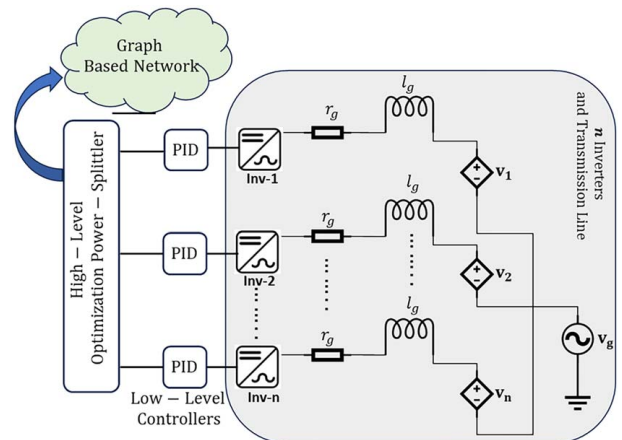 Graph
Based Network
High − Level
Optimization Power − Splittler
PID
Inv-1
r_g
l_g
v_1
n Inverters
and Transmission Line
PID
Inv-2
r_g
l_g
v_2
v_g
PID
Inv-n
r_g
l_g
v_n
Low − Level
Controllers